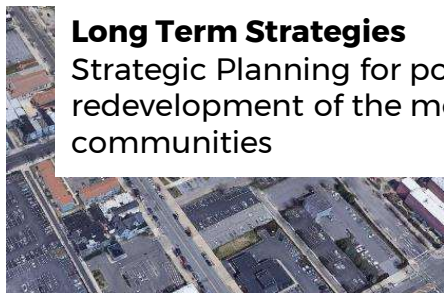 Long Term Strategies
Strategic Planning for
redevelopment of the
communities